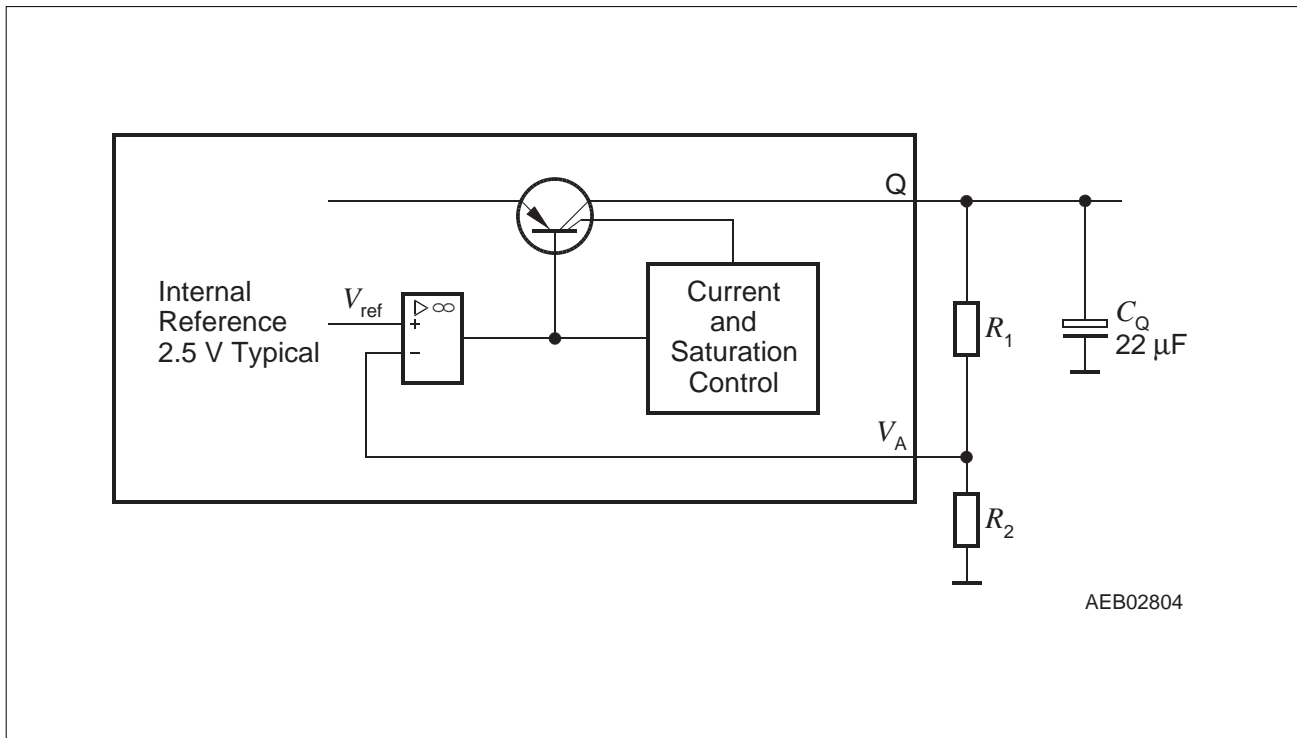 Q
Internal
Reference
2.5 V Typical
Vref
▷ ∞
+
−
Current
and
Saturation
Control
R1
CQ
22 μF
VA
R2
AEB02804